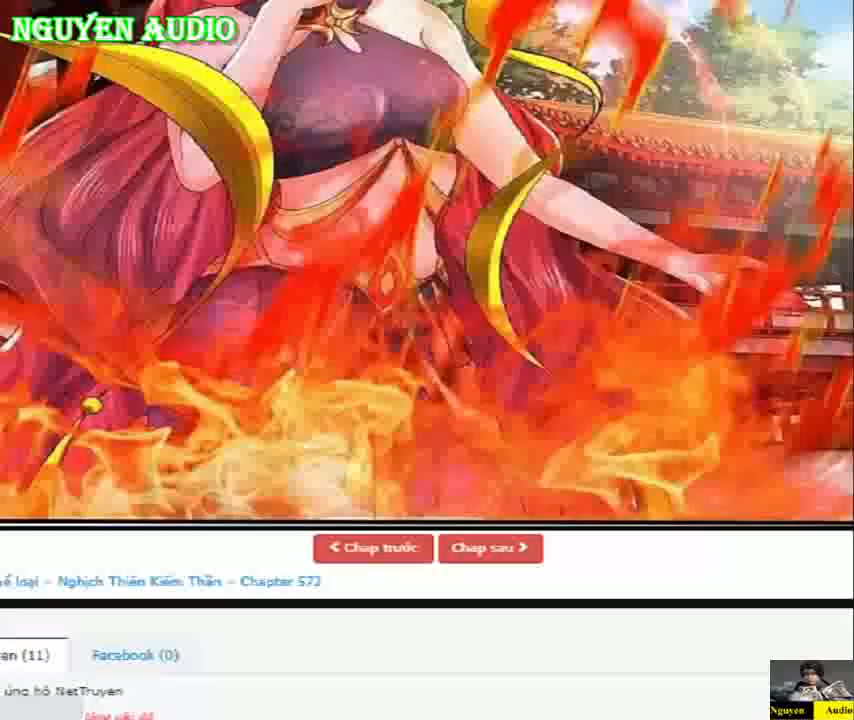 NGUYEN AUDIO
Chap trước Chap sau
ể loại – Nghịch Thiên Kiếm Thần – Chapter 572
en (11) Facebook (0)
ủng hộ NetTruyen
Nguyen Audio